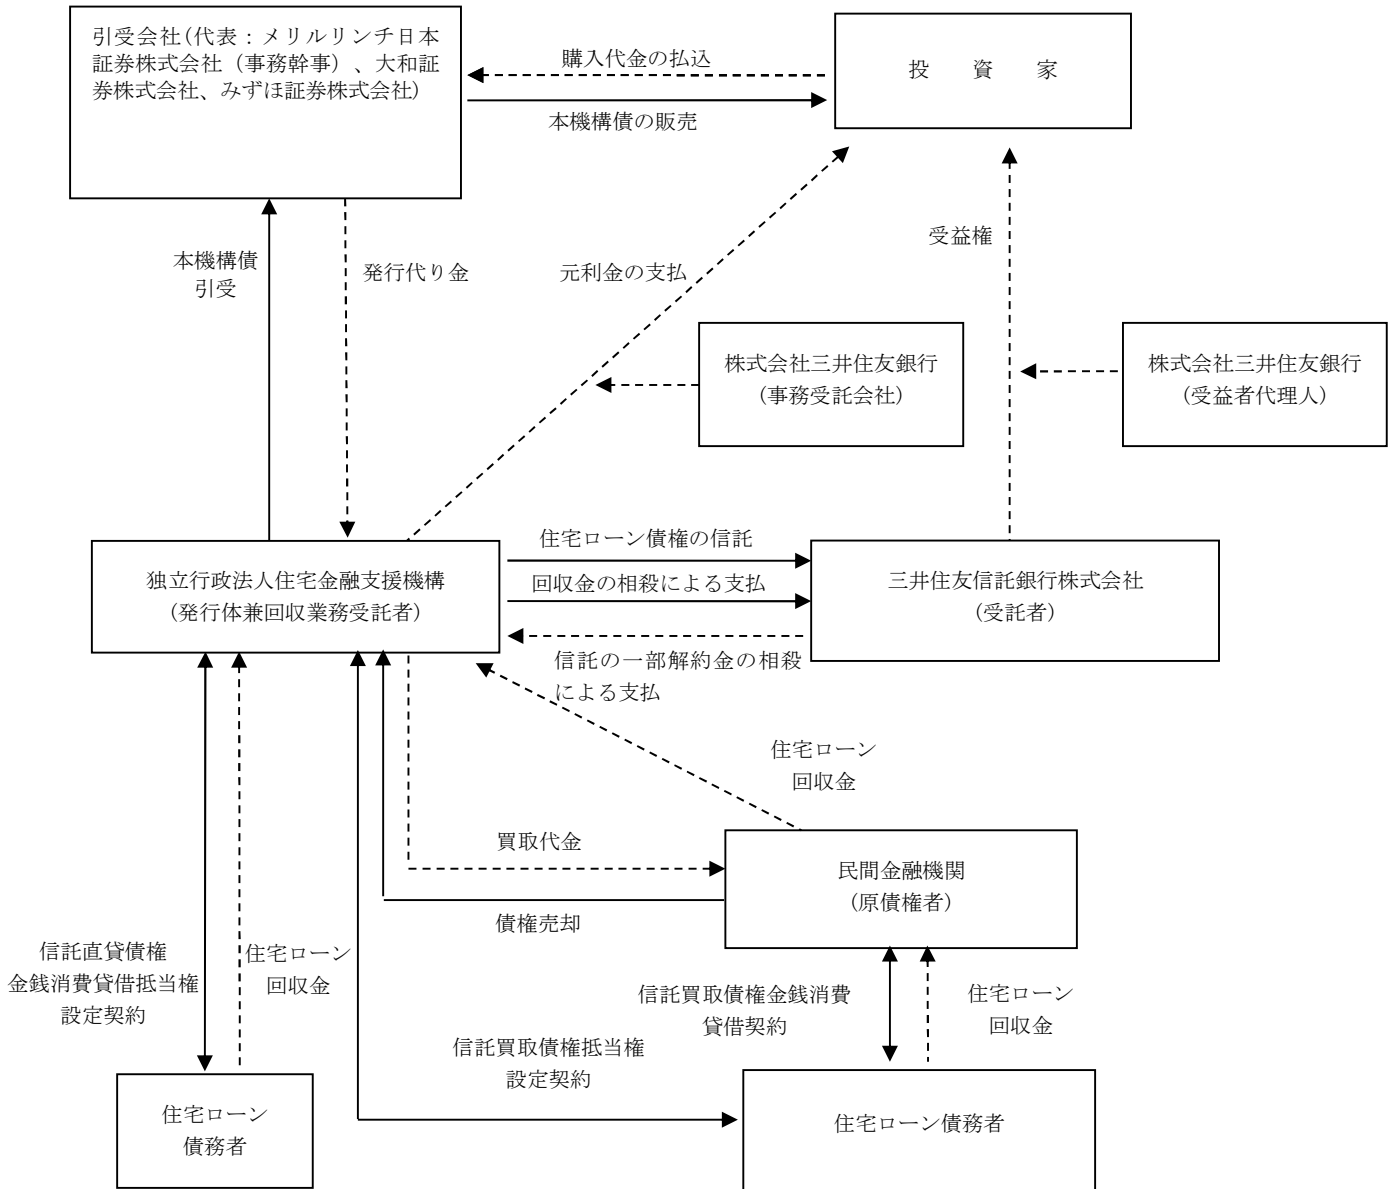 引受会社（代表：メリルリンチ日本
証券株式会社（事務幹事）、大和証
券株式会社、みずほ証券株式会社）
購入代金の払込
投　資　家
本機構債の販売
受益権
本機構債
引受
発行代り金
元利金の支払
株式会社三井住友銀行
（事務受託会社）
株式会社三井住友銀行
（受益者代理人）
住宅ローン債権の信託
独立行政法人住宅金融支援機構
（発行体兼回収業務受託者）
回収金の相殺による支払
三井住友信託銀行株式会社
（受託者）
信託の一部解約金の相殺
による支払
住宅ローン
回収金
買取代金
民間金融機関
（原債権者）
債権売却
信託直貸債権
金銭消費貸借抵当権
設定契約
住宅ローン
回収金
信託買取債権金銭消費
貸借契約
住宅ローン
回収金
信託買取債権抵当権
設定契約
住宅ローン
債務者
住宅ローン債務者